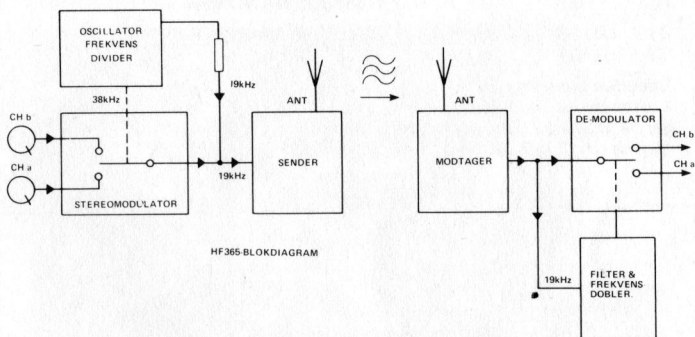 OSCILLATOR
FREKVENS
DIVIDER
19kHz
38kHz
CH b
CH a
STEREOMODULATOR
19kHz
ANT
SENDER
ANT
MODTAGER
DE-MODULATOR
CH b
CH a
19kHz
FILTER &
FREKVENS
DOBLER.
HF365-BLOKDIAGRAM